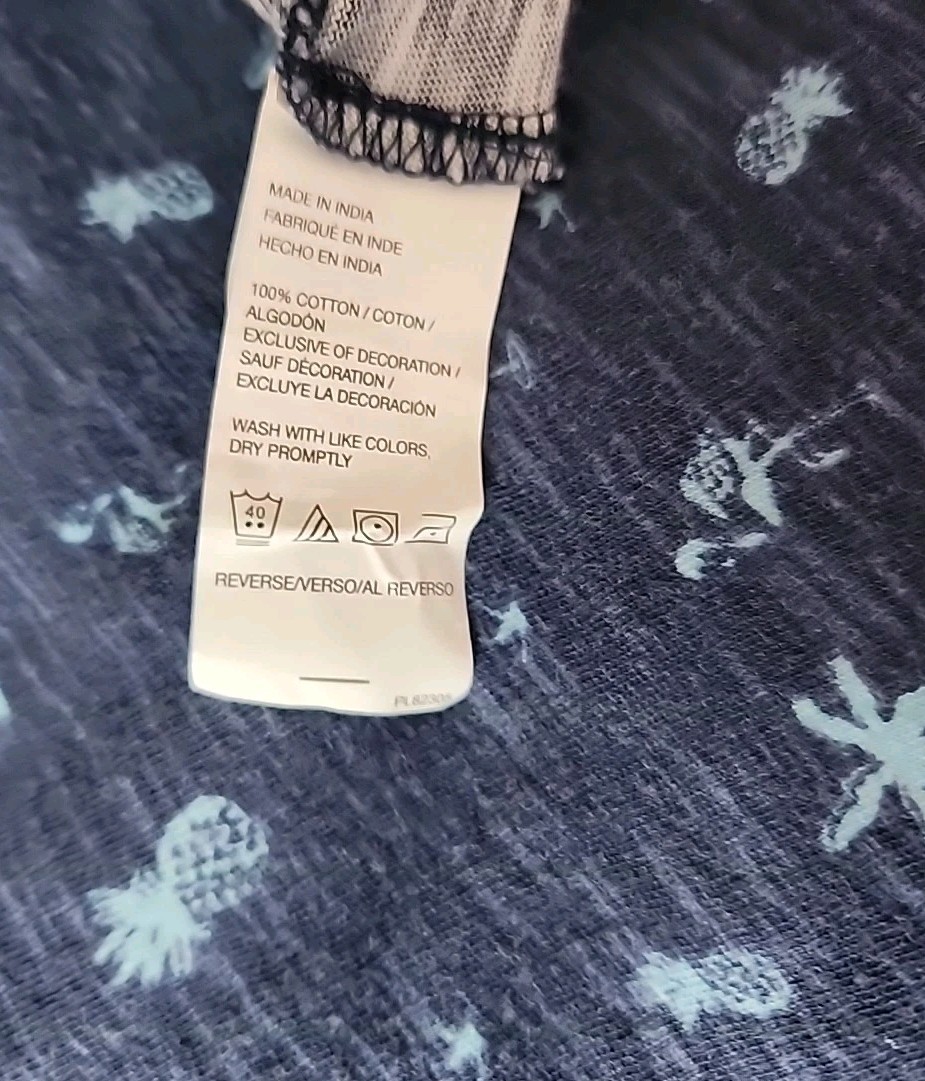 MADE IN INDIA
FABRIQUÉ EN INDE
HECHO EN INDIA
100% COTTON / COTON /
ALGODÓN
EXCLUSIVE OF DECORATION /
SAUF DÉCORATION /
EXCLUYE LA DECORACIÓN
WASH WITH LIKE COLORS,
DRY PROMPTLY
40
REVERSE/VERSO/AL REVERSO